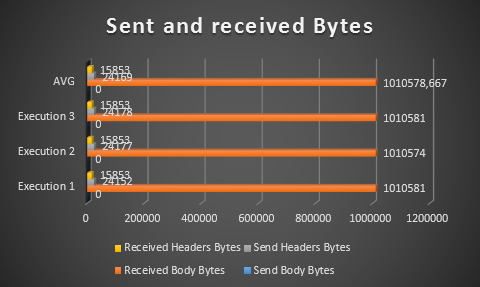 Sent and received Bytes
AVG
15853
24169
1010578,667
0
Execution 3
15853
24178
1010581
0
Execution 2
15853
24177
1010574
0
Execution 1
15853
24152
1010581
0
0 200000 400000 600000 800000 1000000 1200000
Received Headers Bytes Send Headers Bytes
Received Body Bytes Send Body Bytes